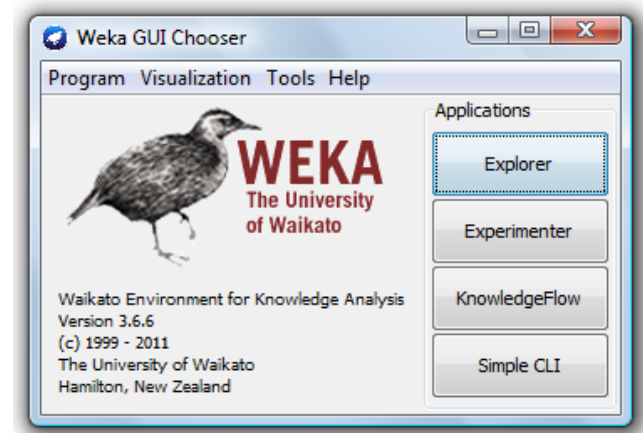 Weka GUI Chooser
Program Visualization Tools Help
WEKA
The University
of Waikato
Waikato Environment for Knowledge Analysis
Version 3.6.6
(c) 1999 - 2011
The University of Waikato
Hamilton, New Zealand
Applications
Explorer
Experimenter
KnowledgeFlow
Simple CLI